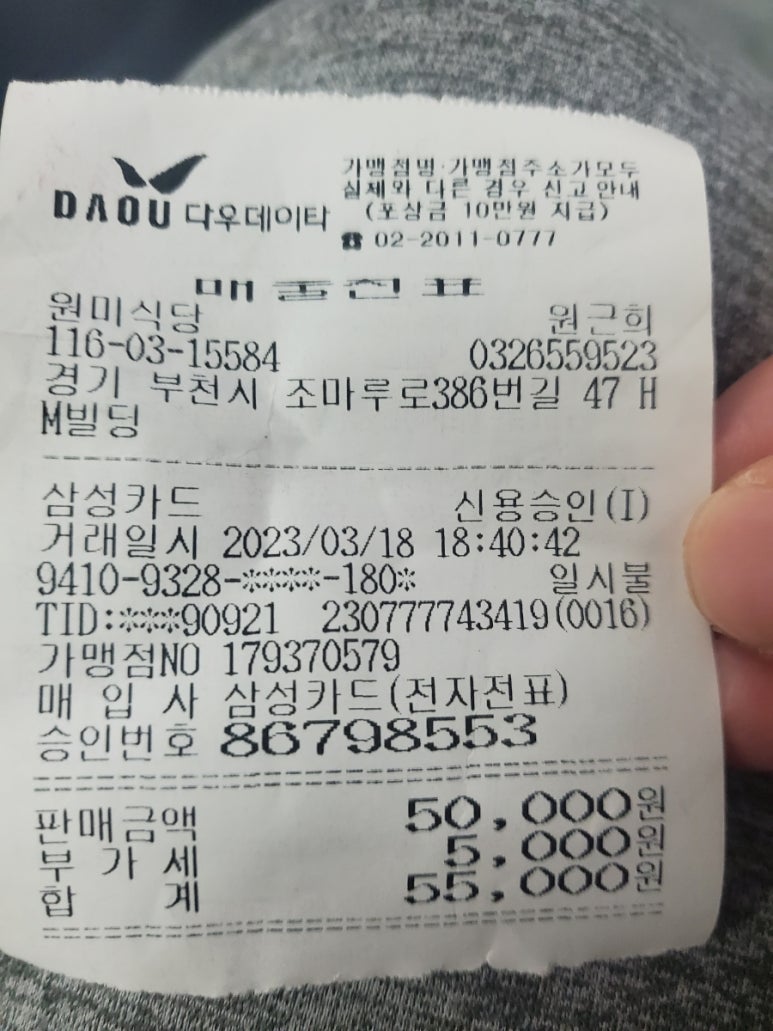 DAOU 다우데이타
가맹점명·가맹점주소가모두
실제와 다른 경우 신고안내
(포상금 10만원 지급)
☎ 02-2011-0777
매출전표
원미식당 원근희
116-03-15584 0326559523
경기 부천시 조마루로386번길 47 H
M빌딩
삼성카드 신용승인(I)
거래일시 2023/03/18 18:40:42
9410-9328-****-180* 일시불
TID:***90921 230777743419(0016)
가맹점NO 179370579
매 입 사 삼성카드(전자전표)
승인번호 86798553
판매금액 50,000원
부 가 세 5,000원
합 계 55,000원